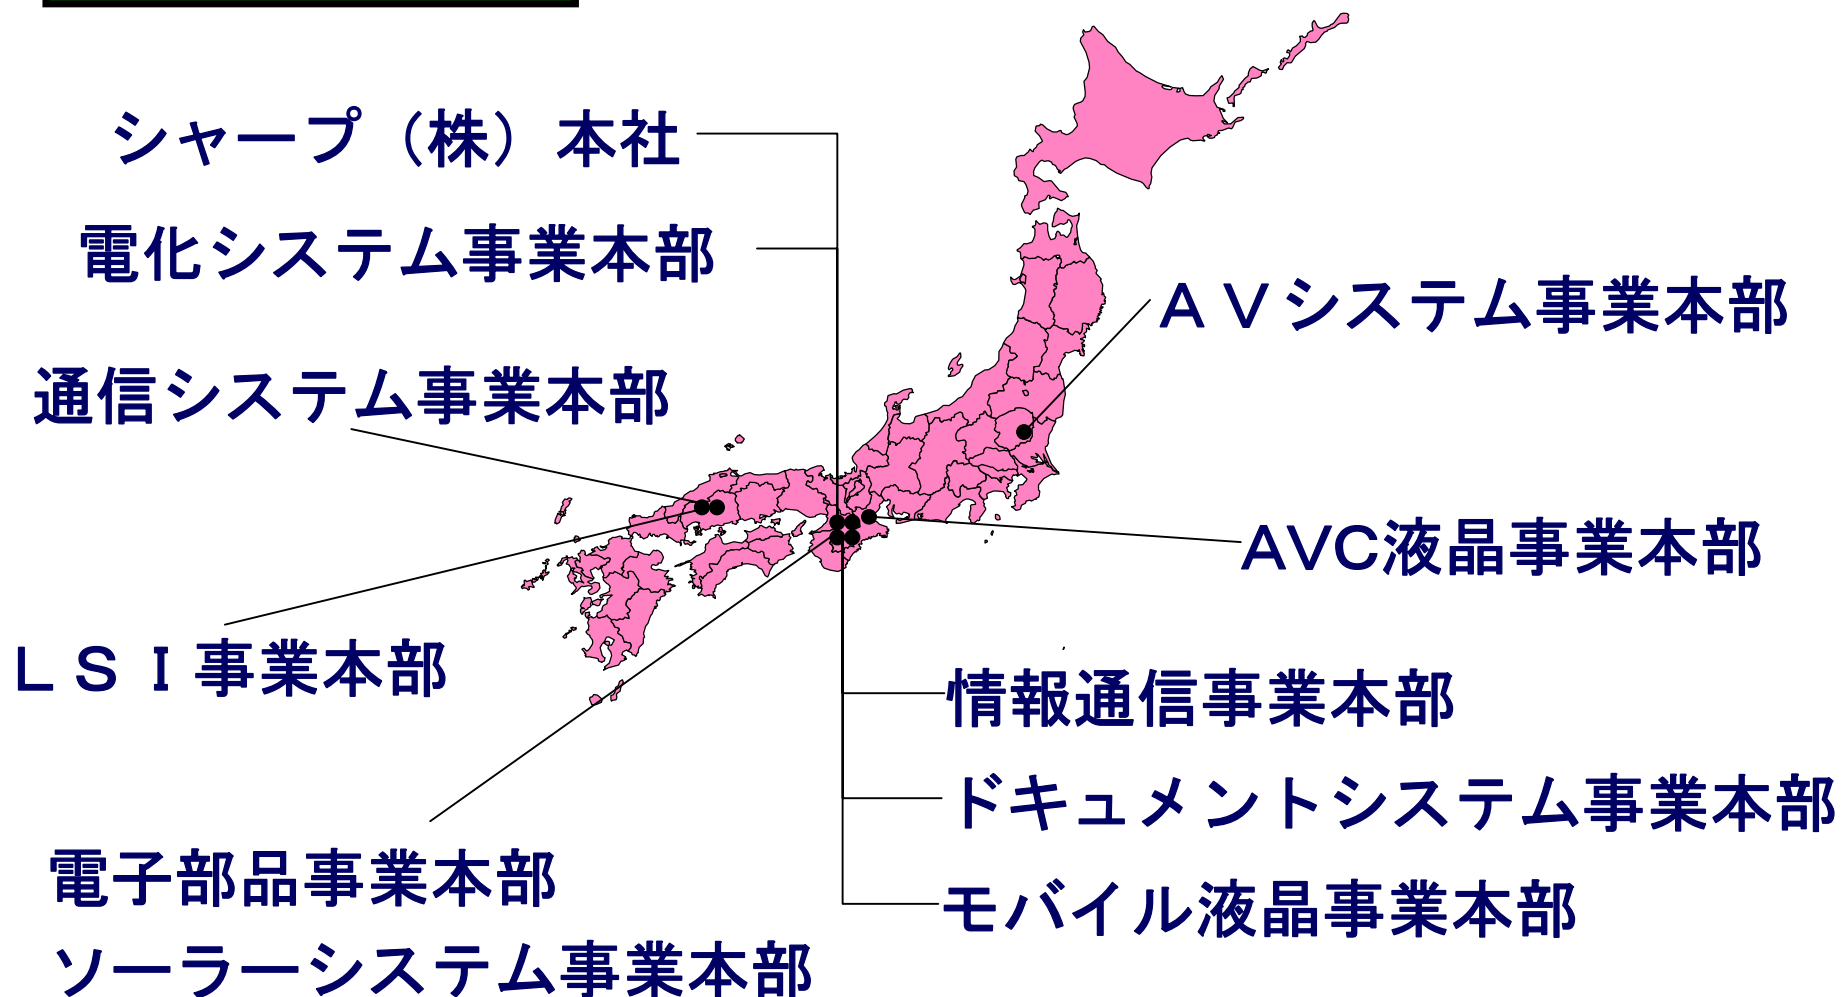 シャープ（株）本社
電化システム事業本部
ＡＶシステム事業本部
通信システム事業本部
AVC液晶事業本部
ＬＳＩ事業本部
情報通信事業本部
ドキュメントシステム事業本部
電子部品事業本部
モバイル液晶事業本部
ソーラーシステム事業本部